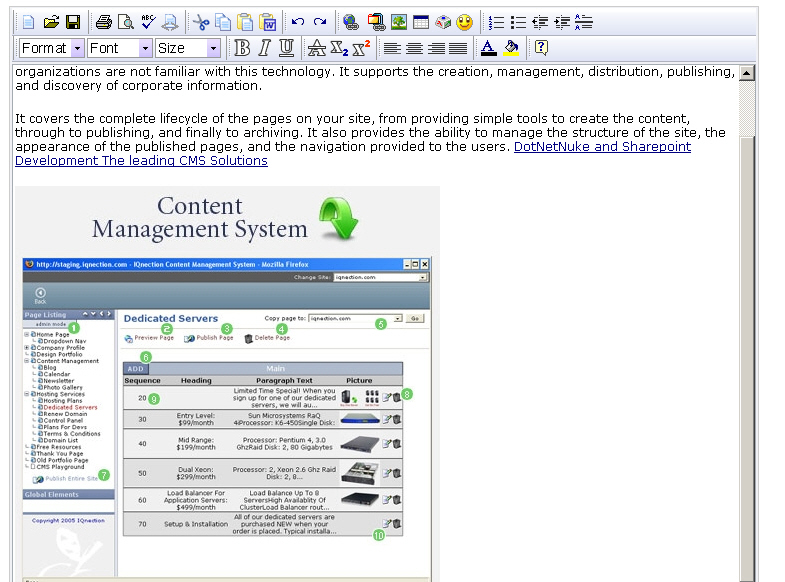 Format Font Size B I U
organizations are not familiar with this technology. It supports the creation, management, distribution, publishing,
and discovery of corporate information.
It covers the complete lifecycle of the pages on your site, from providing simple tools to create the content,
through to publishing, and finally to archiving. It also provides the ability to manage the structure of the site, the
appearance of the published pages, and the navigation provided to the users. DotNetNuke and Sharepoint
Development The leading CMS Solutions
Content
Management System
http://staging.iqnection.com - IQnection Content Management System - Mozilla Firefox
Change Site: iqnection.com
Back
Page Listing
admin mode
1
Home Page
Dropdown Nav
Company Profile
Design Portfolio
Content Management
Blog
Calendar
Newsletter
Photo Gallery
Hosting Services
Hosting Plans
Dedicated Servers
Renew Domain
Control Panel
Plans For Devs
Terms & Conditions
Domain List
Free Resources
Thank You Page
Old Portfolio Page
CMS Playground
7
Publish Entire Site
Global Elements
Copyright 2005 IQnection
Dedicated Servers
Copy page to: iqnection.com Go
5
2 3 4
Preview Page Publish Page Delete Page
6
ADD Main
Sequence Heading Paragraph Text Picture
Limited Time Special! When you
20 sign up for one of our dedicated
servers, we will au...
30 Entry Level: $99/month Sun Microsystems RaQ 4Processor: K6-450Single Disk:
40 Mid Range: $199/month Processor: Pentium 4, 3.0 GhzRaid Disk: 2, 80 Gigabytes
50 Dual Xeon: $299/month Processor: 2, Xeon 2.6 Ghz Raid Disk: 2, 8...
60 Load Balancer For Application Servers: $499/month Load Balance Up To 8 ServersHigh Availablity Of ClusterLoad Balancer rout...
70 Setup & Installation All of our dedicated servers are purchased NEW when your order is placed. Typical installa...
10